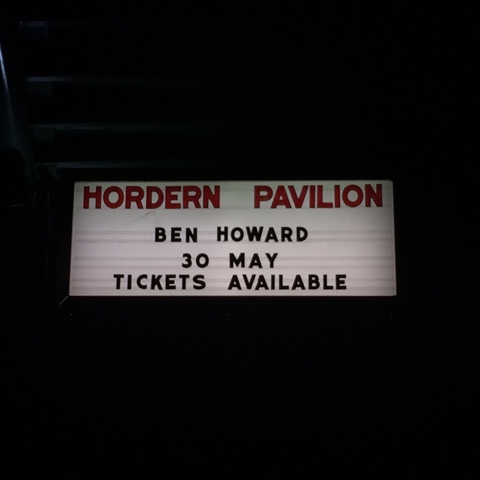 HORDERN PAVILION
BEN HOWARD
30 MAY
TICKETS AVAILABLE